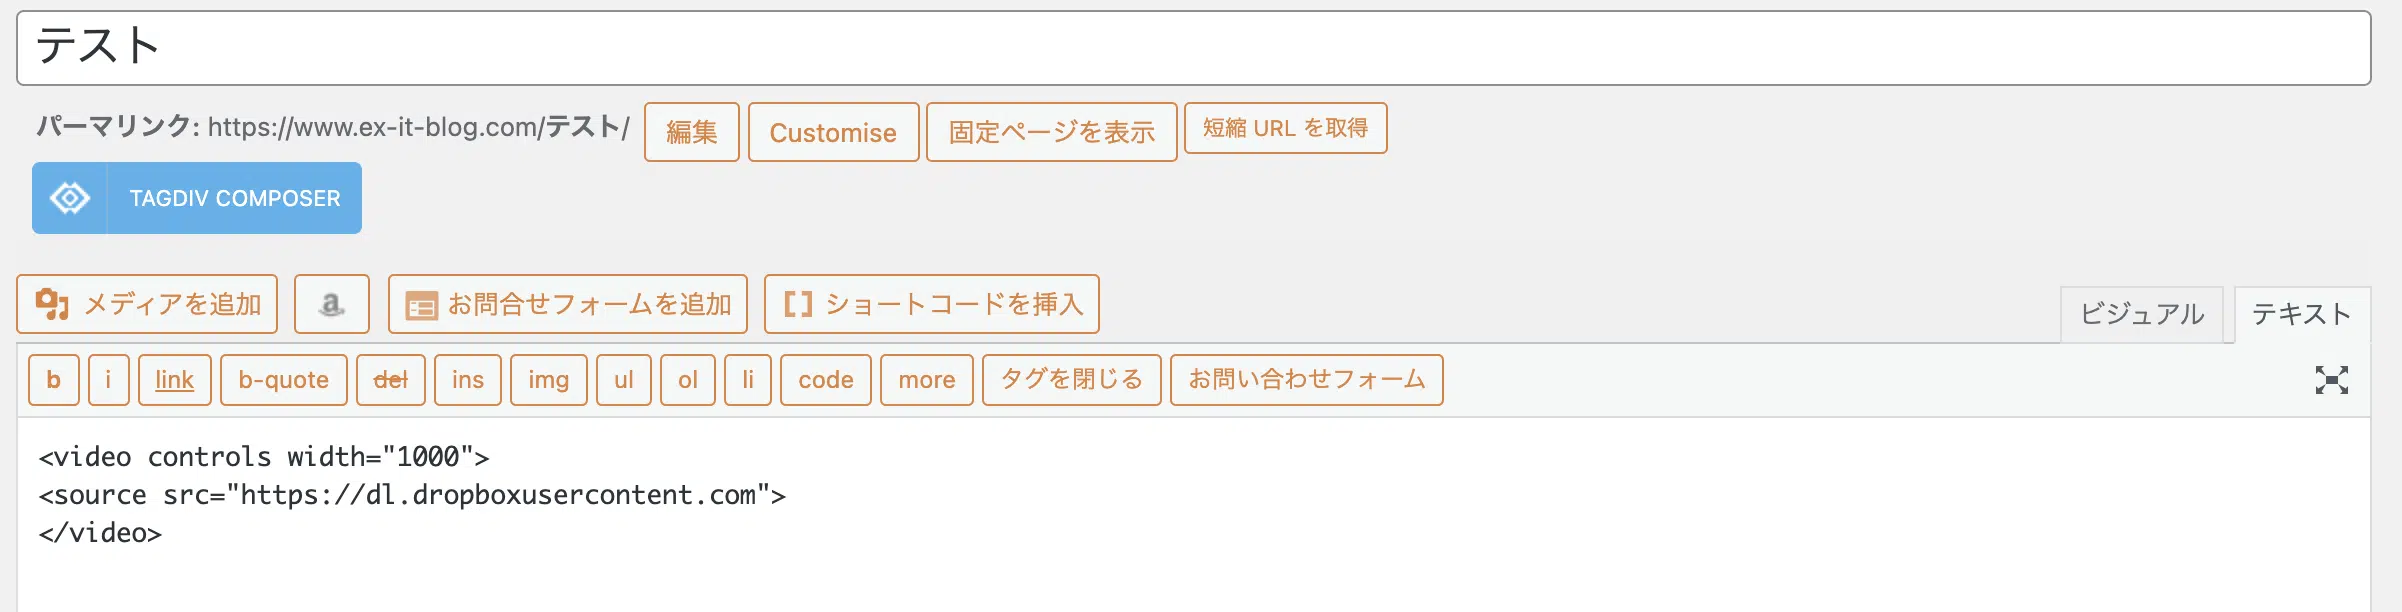 テスト
パーマリンク: https://www.ex-it-blog.com/テスト/ 編集 Customise 固定ページを表示 短縮 URL を取得
TAGDIV COMPOSER
メディアを追加 a お問合せフォームを追加 [ ] ショートコードを挿入 ビジュアル テキスト
b i link b-quote del ins img ul ol li code more タグを閉じる お問い合わせフォーム
<video controls width="1000">
<source src="https://dl.dropboxusercontent.com">
</video>